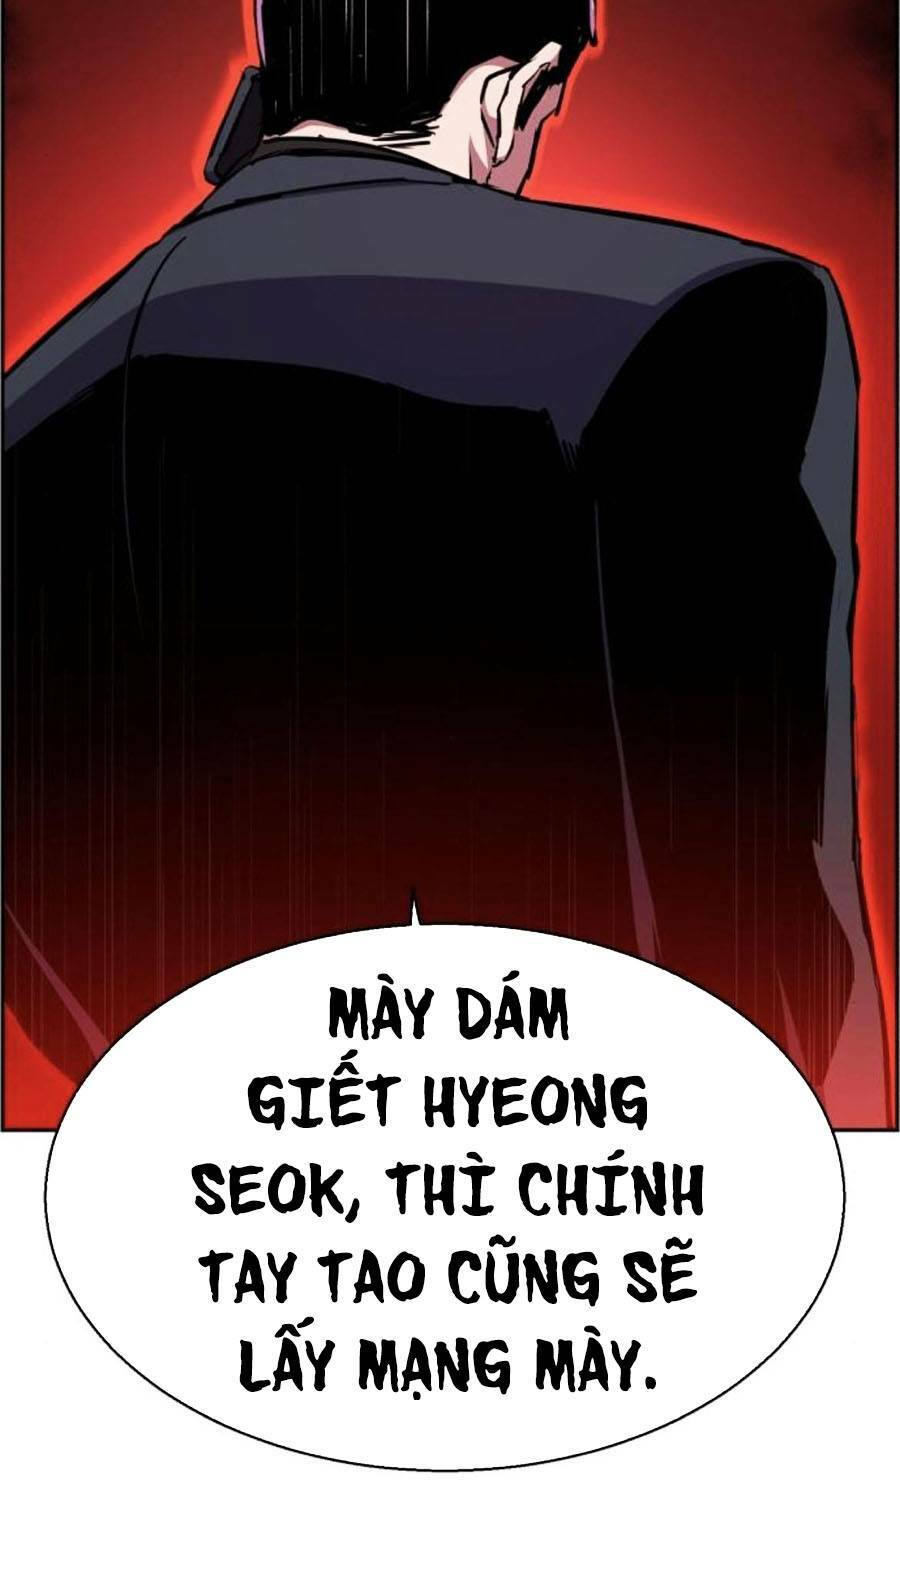 MÀY DÁM
GIẾT HYEONG
SEOK, THÌ CHÍNH
TAY TAO CŨNG SẼ
LẤY MẠNG MÀY.